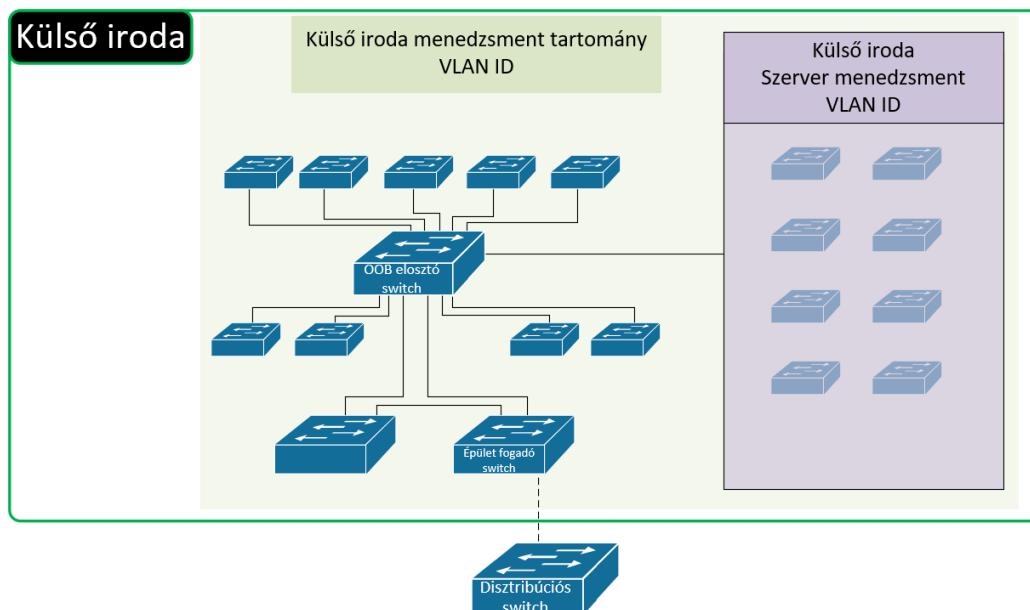 Külső iroda
Külső iroda menedzsment tartomány
VLAN ID
Külső iroda
Szerver menedzsment
VLAN ID
OOB elosztó
switch
Épület fogadó
switch
Disztribúciós
switch